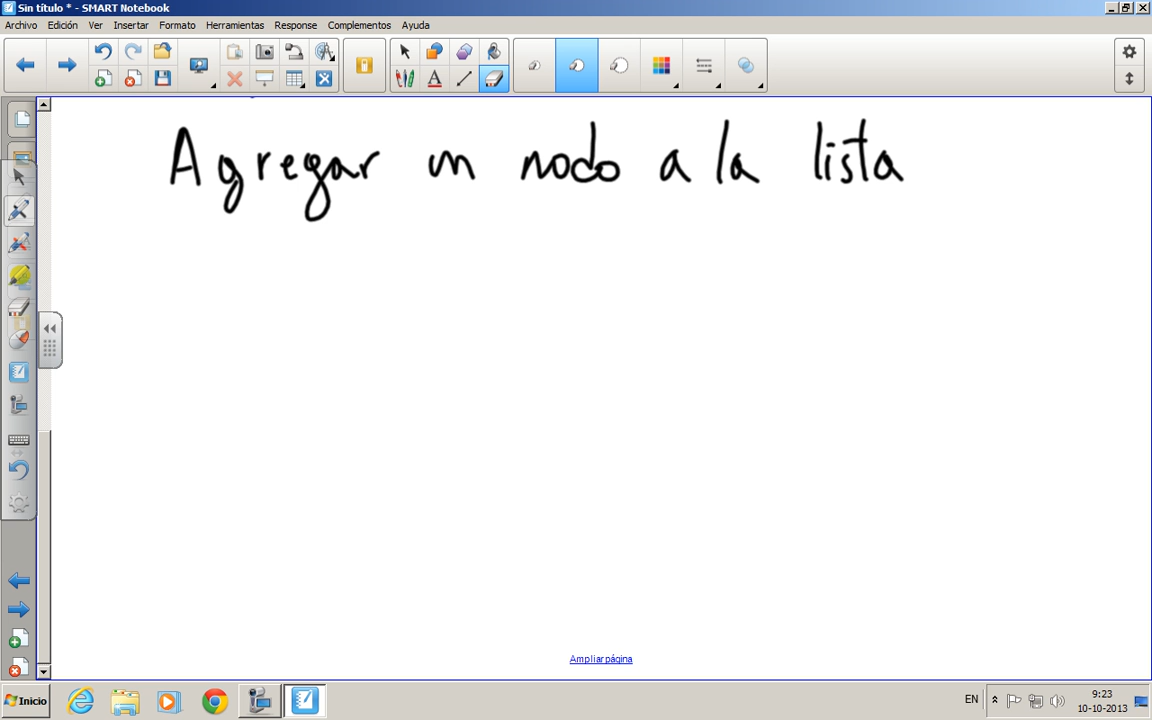 Sin título * - SMART Notebook
Archivo Edición Ver Insertar Formato Herramientas Response Complementos Ayuda
Agregar un nodo a la lista
Ampliar página
Inicio
EN
9:23
10-10-2013